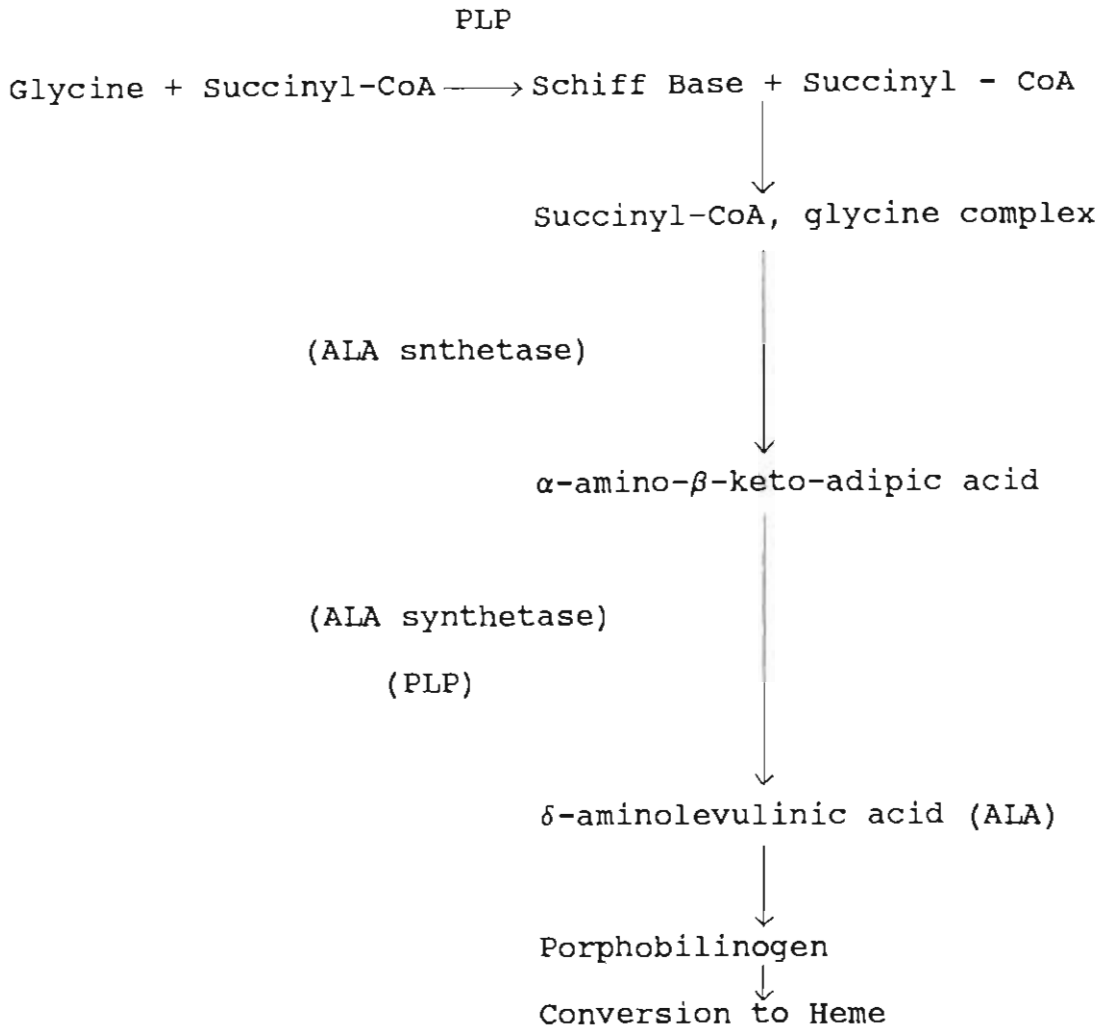 PLP
Glycine + Succinyl-CoA ⟶ Schiff Base + Succinyl - CoA
Succinyl-CoA, glycine complex
(ALA snthetase)
α-amino-β-keto-adipic acid
(ALA synthetase)
(PLP)
δ-aminolevulinic acid (ALA)
Porphobilinogen
Conversion to Heme